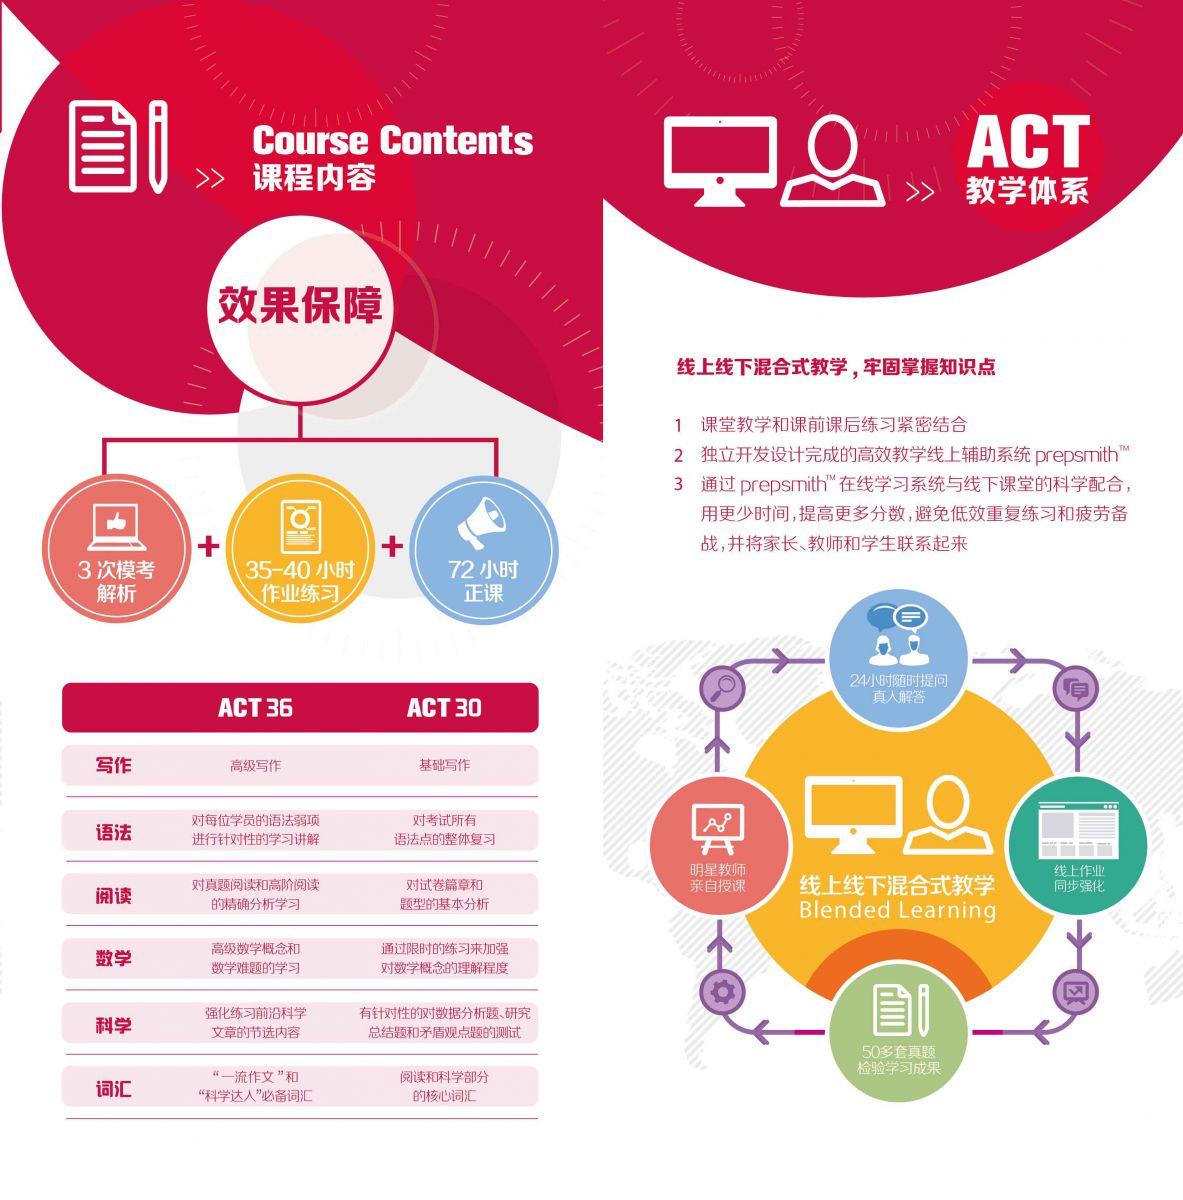 Course Contents
课程内容
效果保障
3 次模考
解析
+
35-40 小时
作业练习
+
72 小时
正课
ACT 36 ACT 30
写作 高级写作 基础写作
语法 对每位学员的语法弱项 对考试所有
进行针对性的学习讲解 语法点的整体复习
阅读 对真题阅读和高阶阅读 对试卷篇章和
的精确分析学习 题型的基本分析
数学 高级数学概念和 通过限时的练习来加强
数学难题的学习 对数学概念的理解程度
科学 强化练习前沿科学 有针对性的对数据分析题、研究
文章的节选内容 总结题和矛盾观点题的测试
词汇 “一流作文”和 阅读和科学部分
“科学达人”必备词汇 的核心词汇
ACT
教学体系
线上线下混合式教学，牢固掌握知识点
1 课堂教学和课前课后练习紧密结合
2 独立开发设计完成的高效教学线上辅助系统 prepsmith™
3 通过 prepsmith™ 在线学习系统与线下课堂的科学配合，
用更少时间，提高更多分数，避免低效重复练习和疲劳备
战，并将家长、教师和学生联系起来
24小时随时提问
真人解答
明星教师
亲自授课
线上线下混合式教学
Blended Learning
线上作业
同步强化
50多套真题
检验学习成果